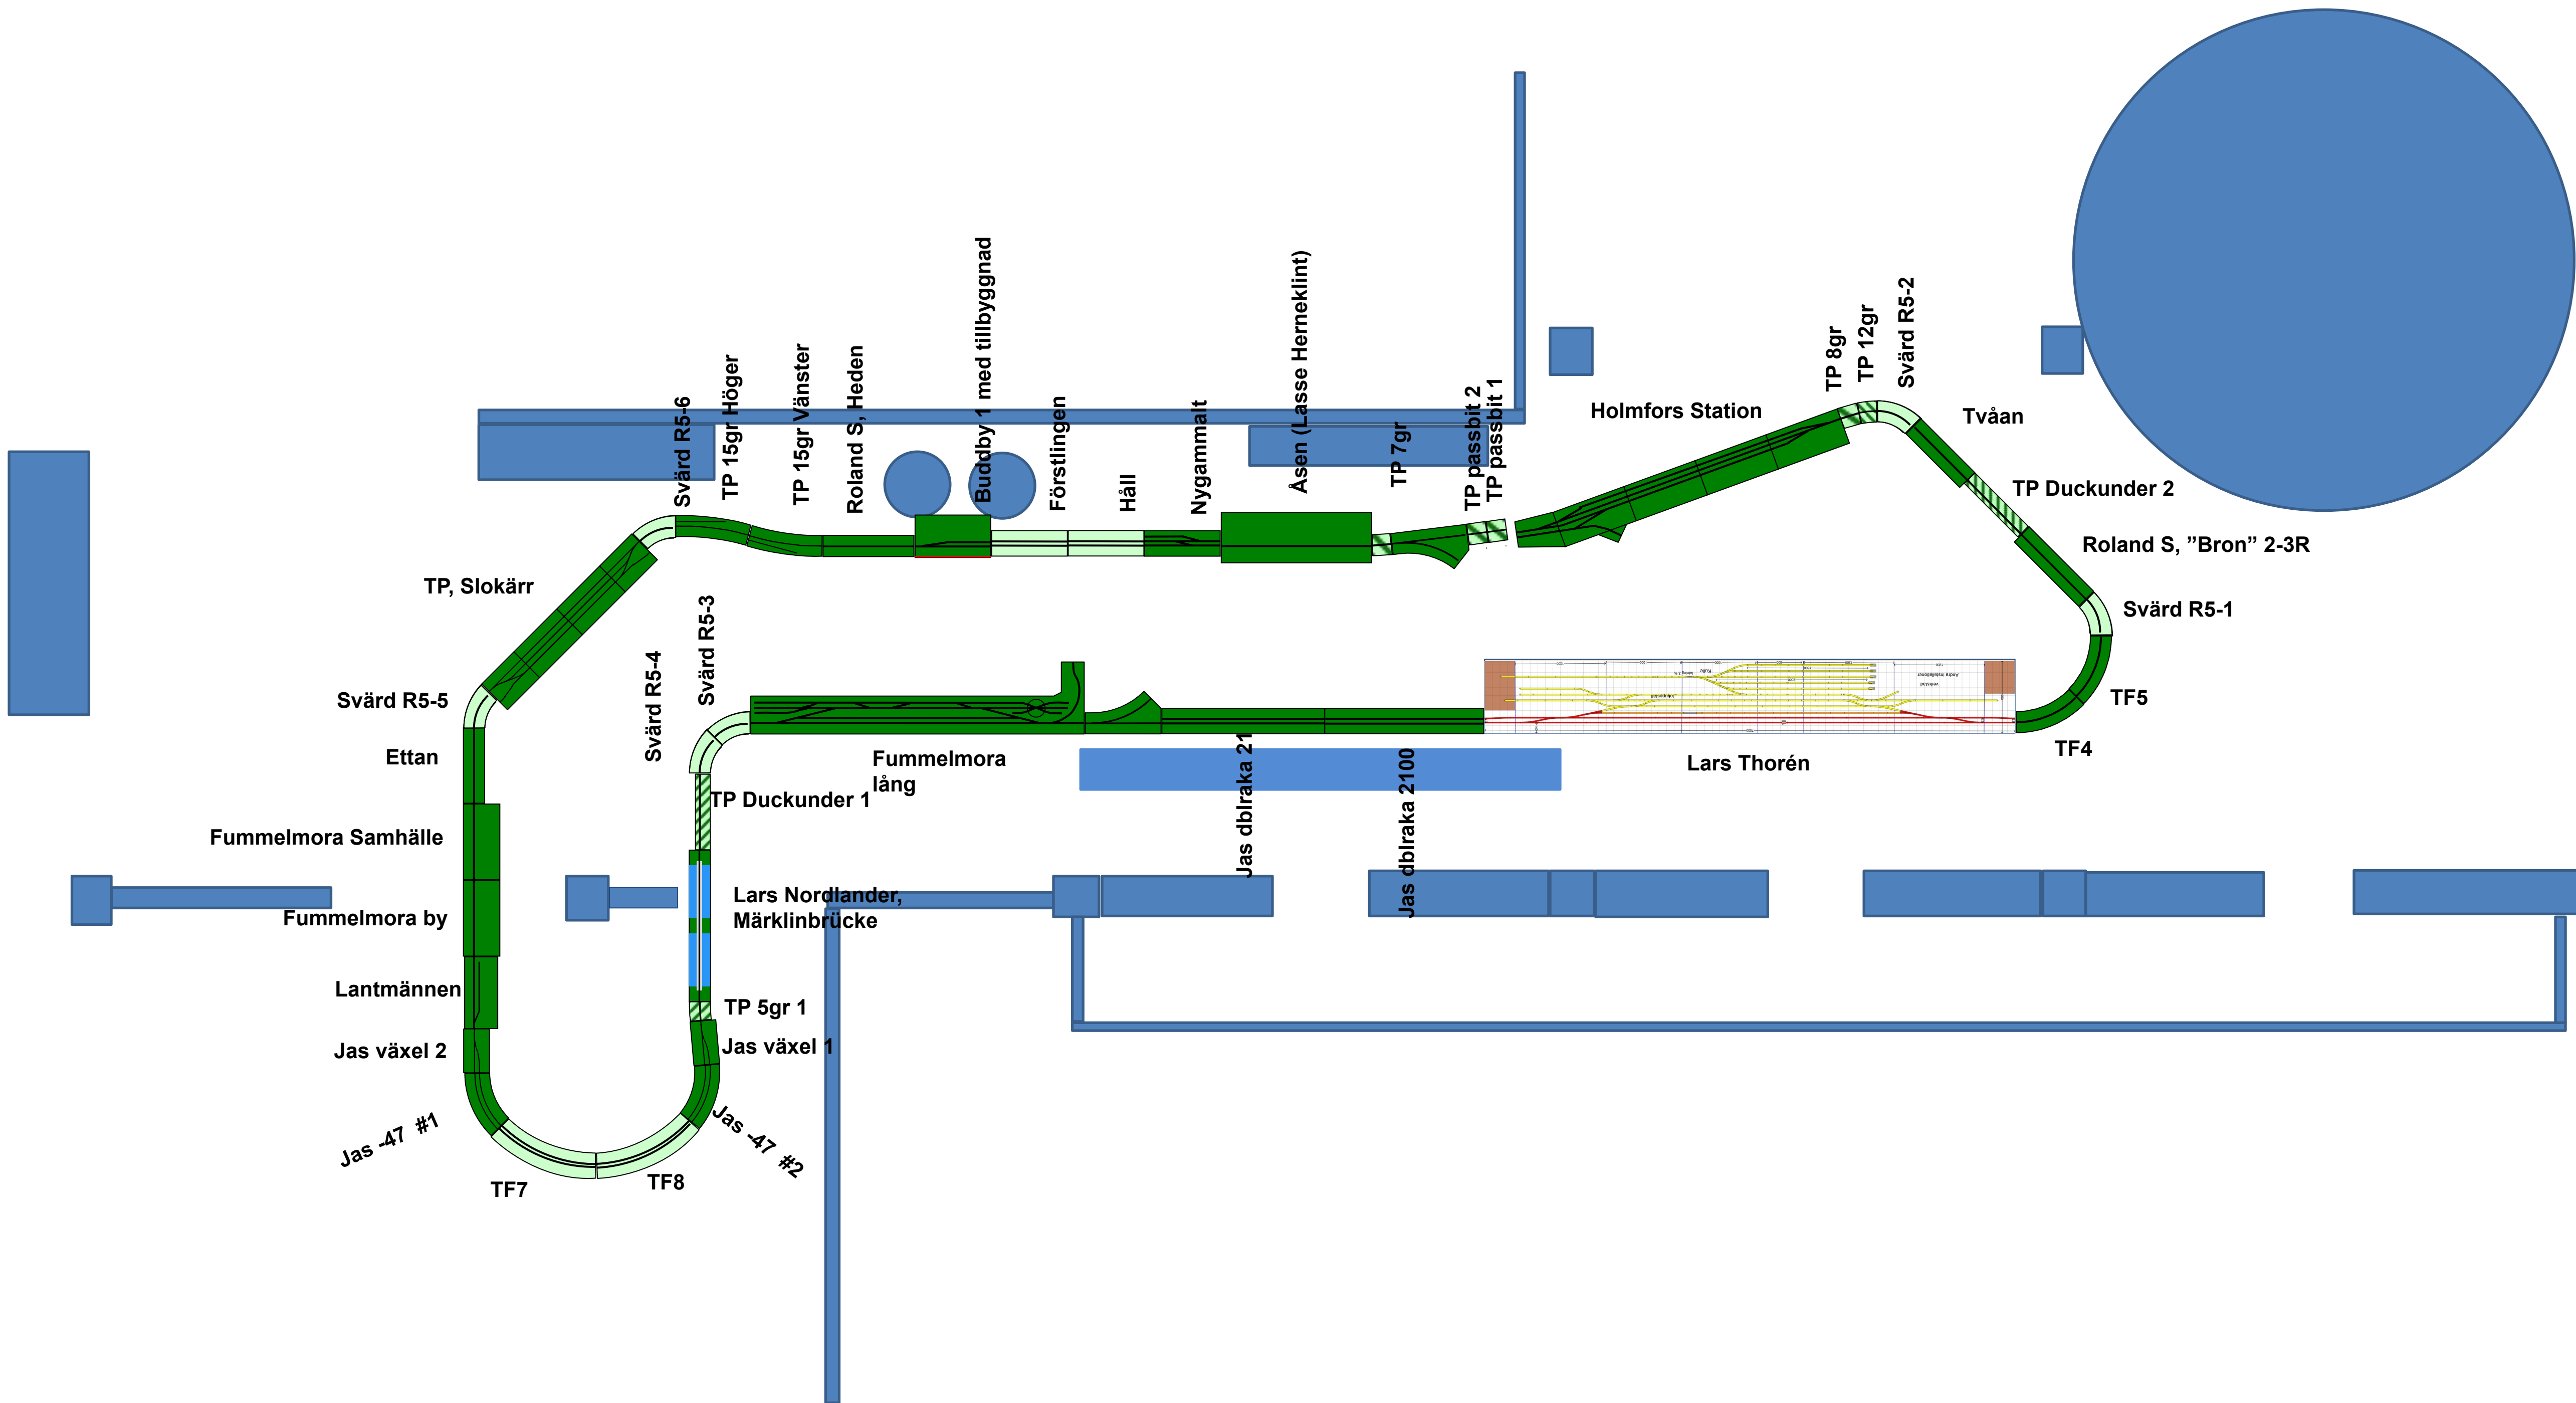 Svärd R5-6
TP 15gr Höger
TP 15gr Vänster
Roland S, Heden
Buddby 1 med tillbyggnad
Förstlingen
Håll
Nygammalt
Åsen (Lasse Herneklint)
TP 7gr
TP passbit 2
TP passbit 1
Holmfors Station
TP 8gr
TP 12gr
Svärd R5-2
Tvåan
TP Duckunder 2
Roland S, ”Bron” 2-3R
Svärd R5-1
TF5
TF4
Lars Thorén
TP, Slokärr
Svärd R5-5
Ettan
Fummelmora Samhälle
Fummelmora by
Lantmännen
Jas växel 2
Jas -47 #1
TF7
TF8
Jas -47 #2
Jas växel 1
TP 5gr 1
Lars Nordlander,
Märklinbrücke
TP Duckunder 1
Svärd R5-4
Svärd R5-3
Fummelmora
lång
Jas dblraka 21
Jas dblraka 2100
Kulla
Andra installationer
verkstad